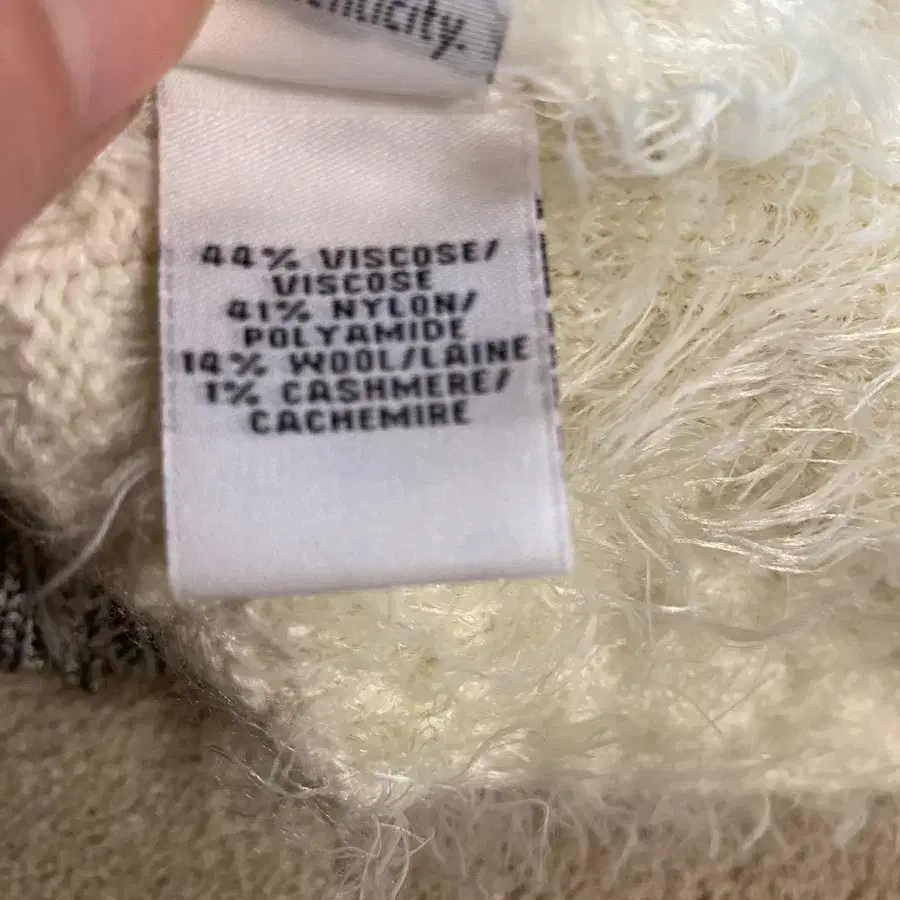 44% VISCOSE/
VISCOSE
41% NYLON/
POLYAMIDE
14% WOOL/LAINE
1% CASHMERE/
CACHEMIRE